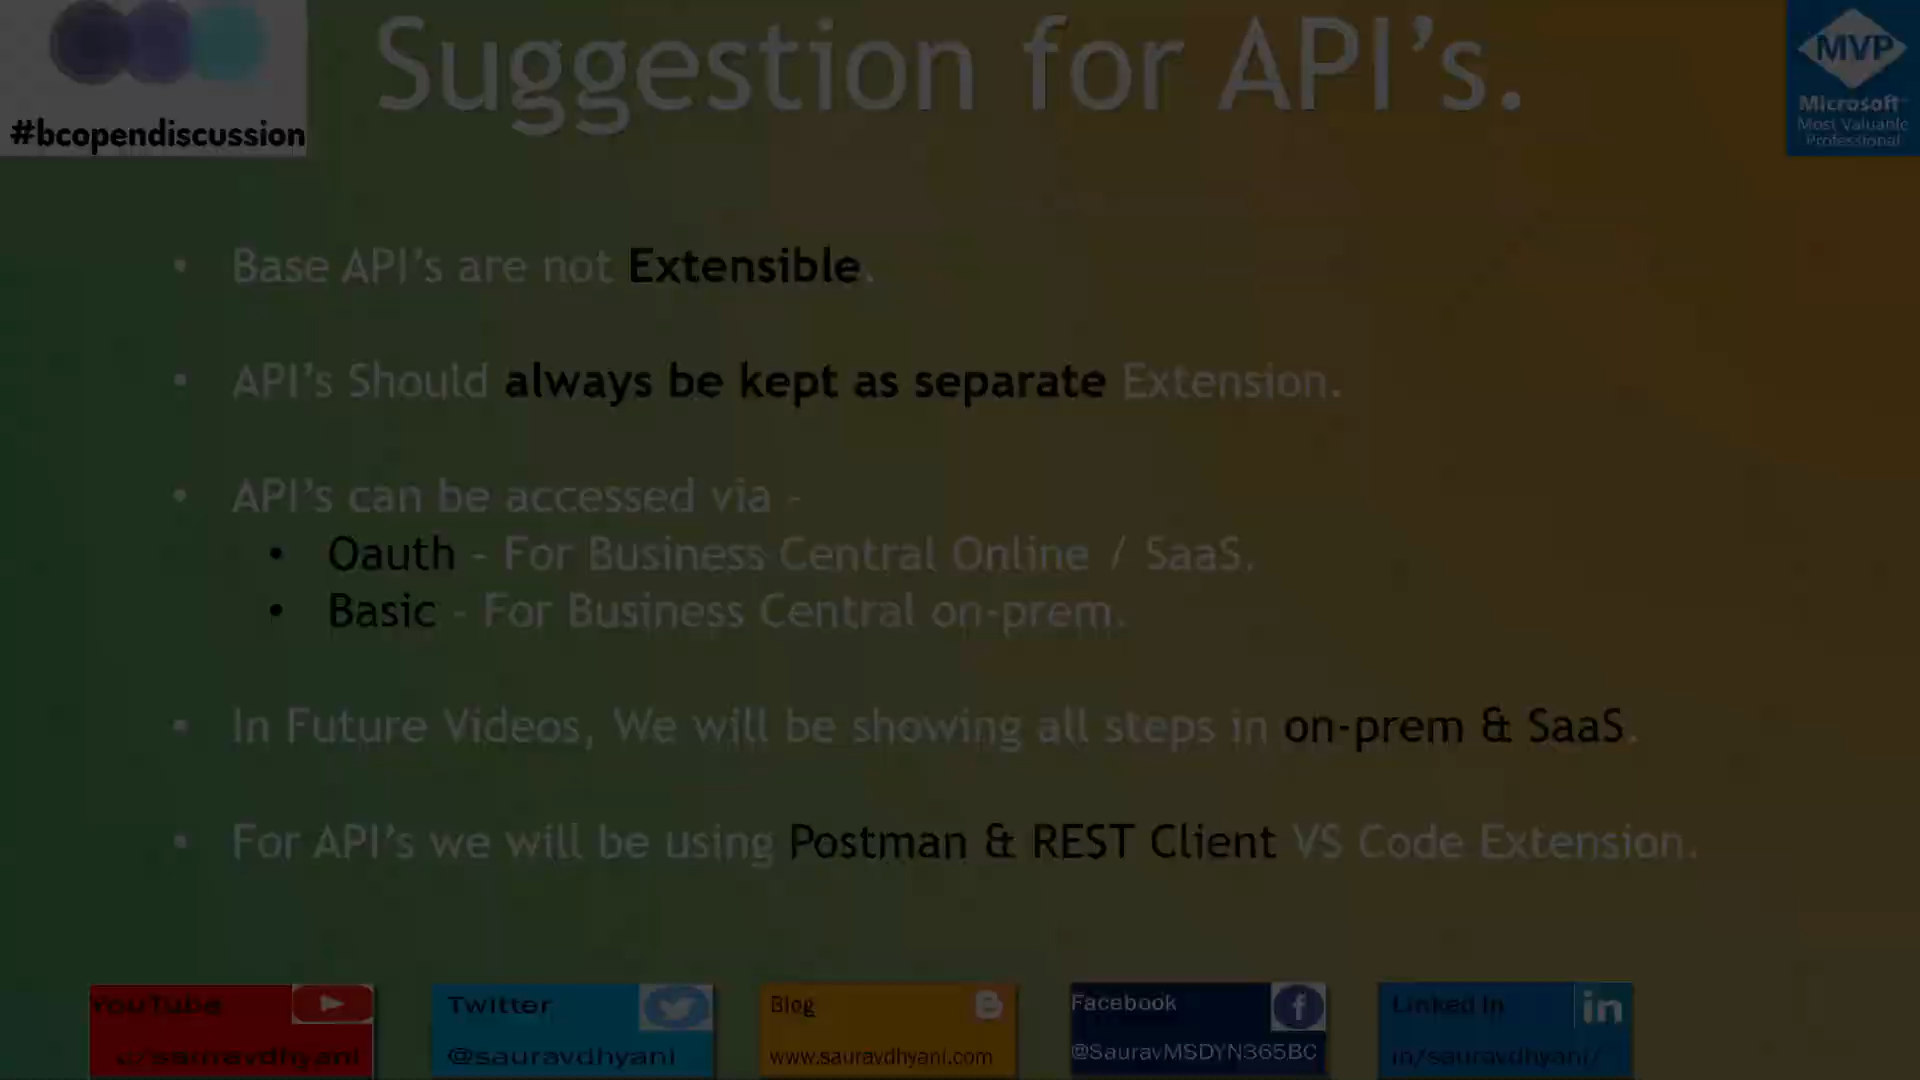 Suggestion for API's.
#bcopendiscussion
MVP
Microsoft
Most Valuable
Professional
• Base API's are not Extensible.
• API's Should always be kept as separate Extension.
• API's can be accessed via -
• Oauth - For Business Central Online / SaaS.
• Basic - For Business Central on-prem.
• In Future Videos, We will be showing all steps in on-prem & SaaS.
• For API's we will be using Postman & REST Client VS Code Extension.
YouTube
c/sauravdhyani
Twitter
@sauravdhyani
Blog
www.sauravdhyani.com
Facebook
@SauravMSDYN365BC
Linked In
in
in/sauravdhyani/